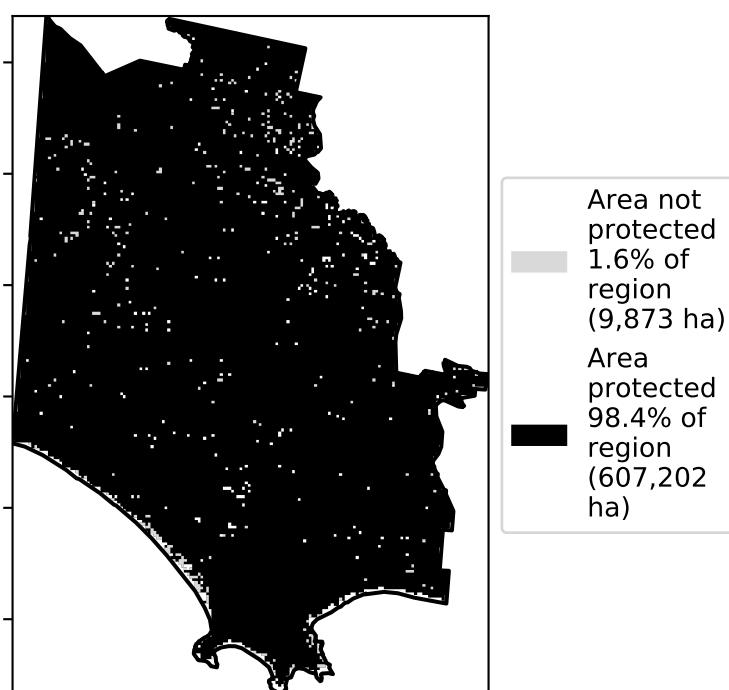 Area not
protected
1.6% of
region
(9,873 ha)
Area
protected
98.4% of
region
(607,202
ha)